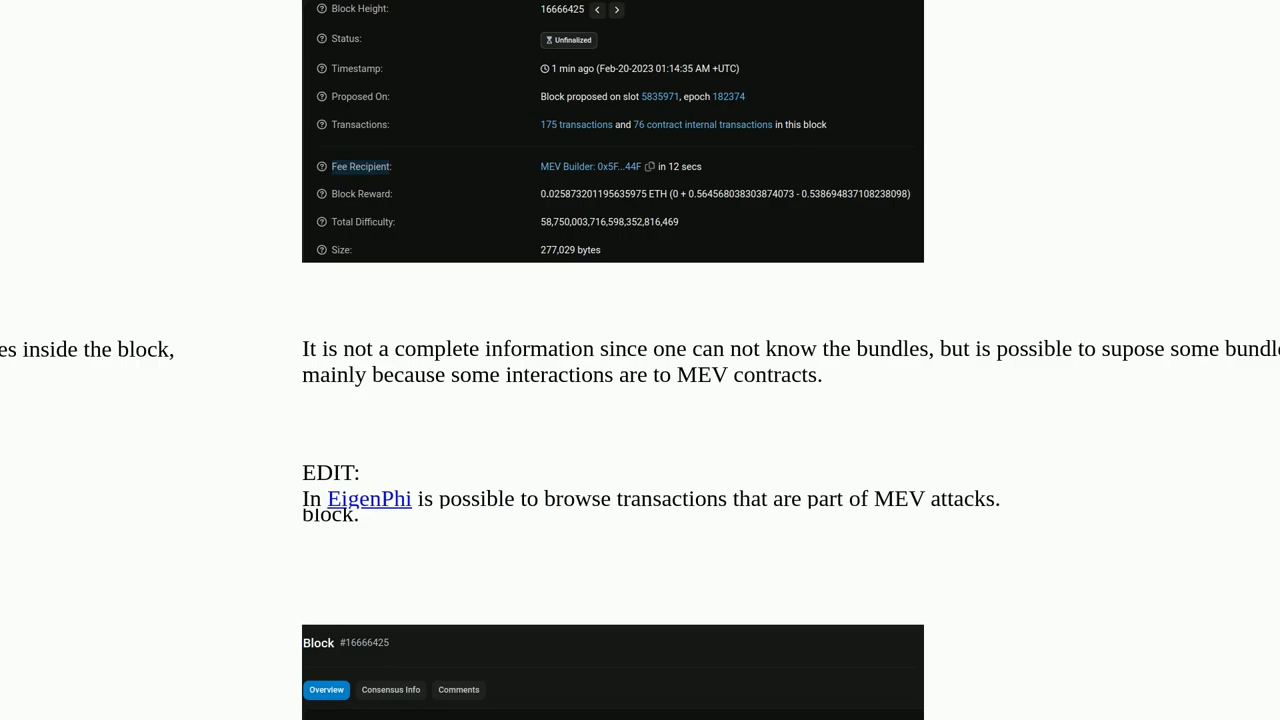 Block Height: 16666425
Status: Unfinalized
Timestamp: 1 min ago (Feb-20-2023 01:14:35 AM +UTC)
Proposed On: Block proposed on slot 5835971, epoch 182374
Transactions: 175 transactions and 76 contract internal transactions in this block
Fee Recipient: MEV Builder: 0x5F...44F in 12 secs
Block Reward: 0.025873201195635975 ETH (0 + 0.564568038303874073 - 0.538694837108238098)
Total Difficulty: 58,750,003,716,598,352,816,469
Size: 277,029 bytes
es inside the block,
It is not a complete information since one can not know the bundles, but is possible to supose some bundl
mainly because some interactions are to MEV contracts.
EDIT:
In EigenPhi is possible to browse transactions that are part of MEV attacks.
block.
Block #16666425
Overview Consensus Info Comments